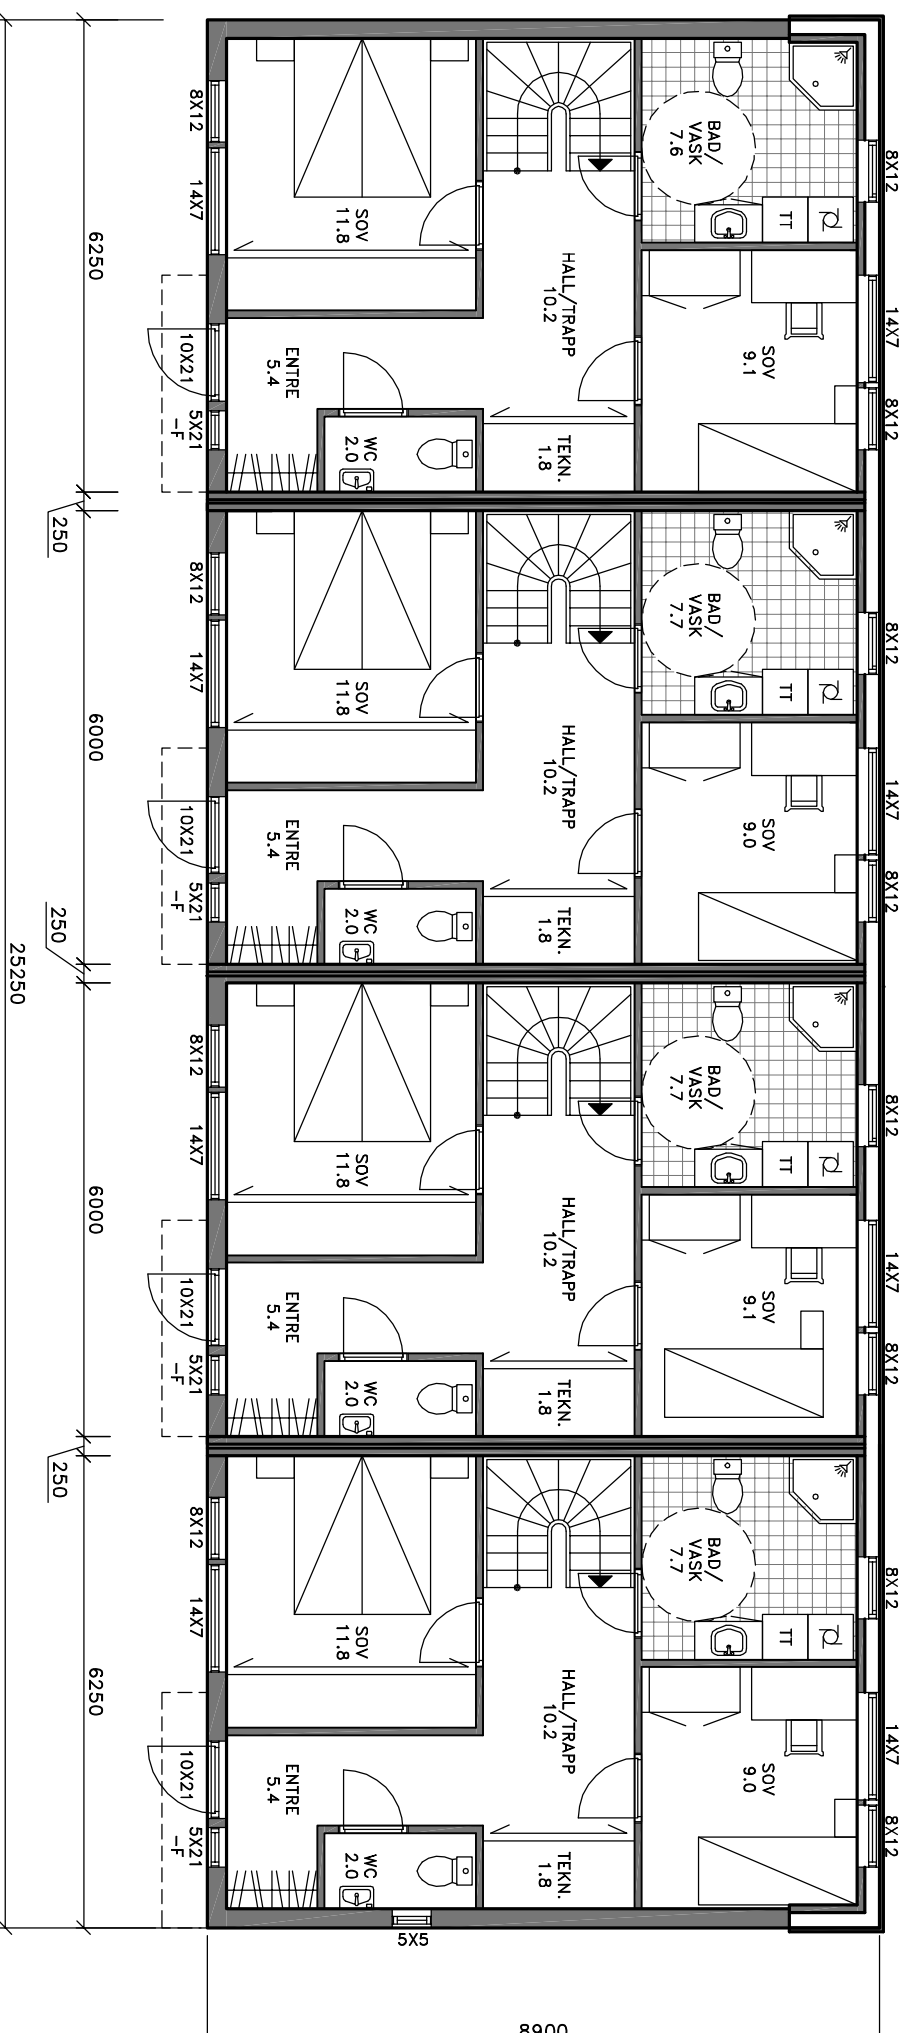 8X12
14X7
8X12
8X12
14X7
8X12
8X12
14X7
8X12
8X12
14X7
8X12
BAD/
VASK
7.6
TT
SOV
9.1
BAD/
VASK
7.7
TT
SOV
9.0
BAD/
VASK
7.7
TT
SOV
9.1
BAD/
VASK
7.7
TT
SOV
9.0
HALL/TRAPP
10.2
TEKN.
1.8
HALL/TRAPP
10.2
TEKN.
1.8
HALL/TRAPP
10.2
TEKN.
1.8
HALL/TRAPP
10.2
TEKN.
1.8
SOV
11.8
WC
2.0
SOV
11.8
WC
2.0
SOV
11.8
WC
2.0
SOV
11.8
WC
2.0
5X5
ENTRE
5.4
ENTRE
5.4
ENTRE
5.4
ENTRE
5.4
8X12
14X7
10X21
5X21
-F
8X12
14X7
10X21
5X21
-F
8X12
14X7
10X21
5X21
-F
8X12
14X7
10X21
5X21
-F
6250
250
6000
250
6000
250
6250
25250
8900